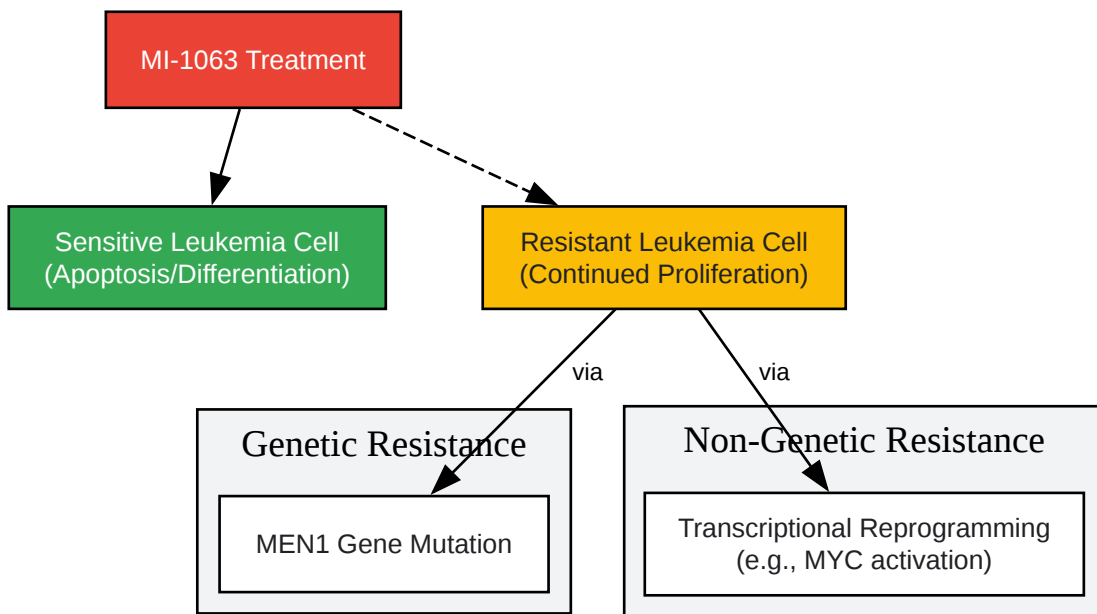 MI-1063 Treatment
Sensitive Leukemia Cell
(Apoptosis/Differentiation)
Resistant Leukemia Cell
(Continued Proliferation)
via
via
Genetic Resistance
MEN1 Gene Mutation
Non-Genetic Resistance
Transcriptional Reprogramming
(e.g., MYC activation)